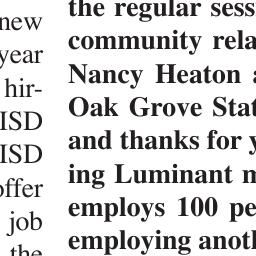 new
year
hir-
ISD
ISD
offer
job
the
the regular sess
community rela
Nancy Heaton
Oak Grove Stat
and thanks for y
ing Luminant m
employs 100 pe
employing anoth